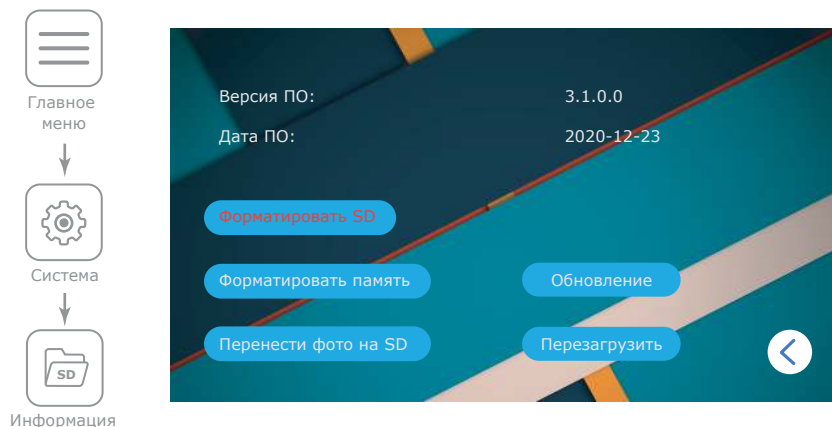 Главное
меню
Система
SD
Информация
Версия ПО: 3.1.0.0
Дата ПО: 2020-12-23
Форматировать SD
Форматировать память Обновление
Перенести фото на SD Перезагрузить